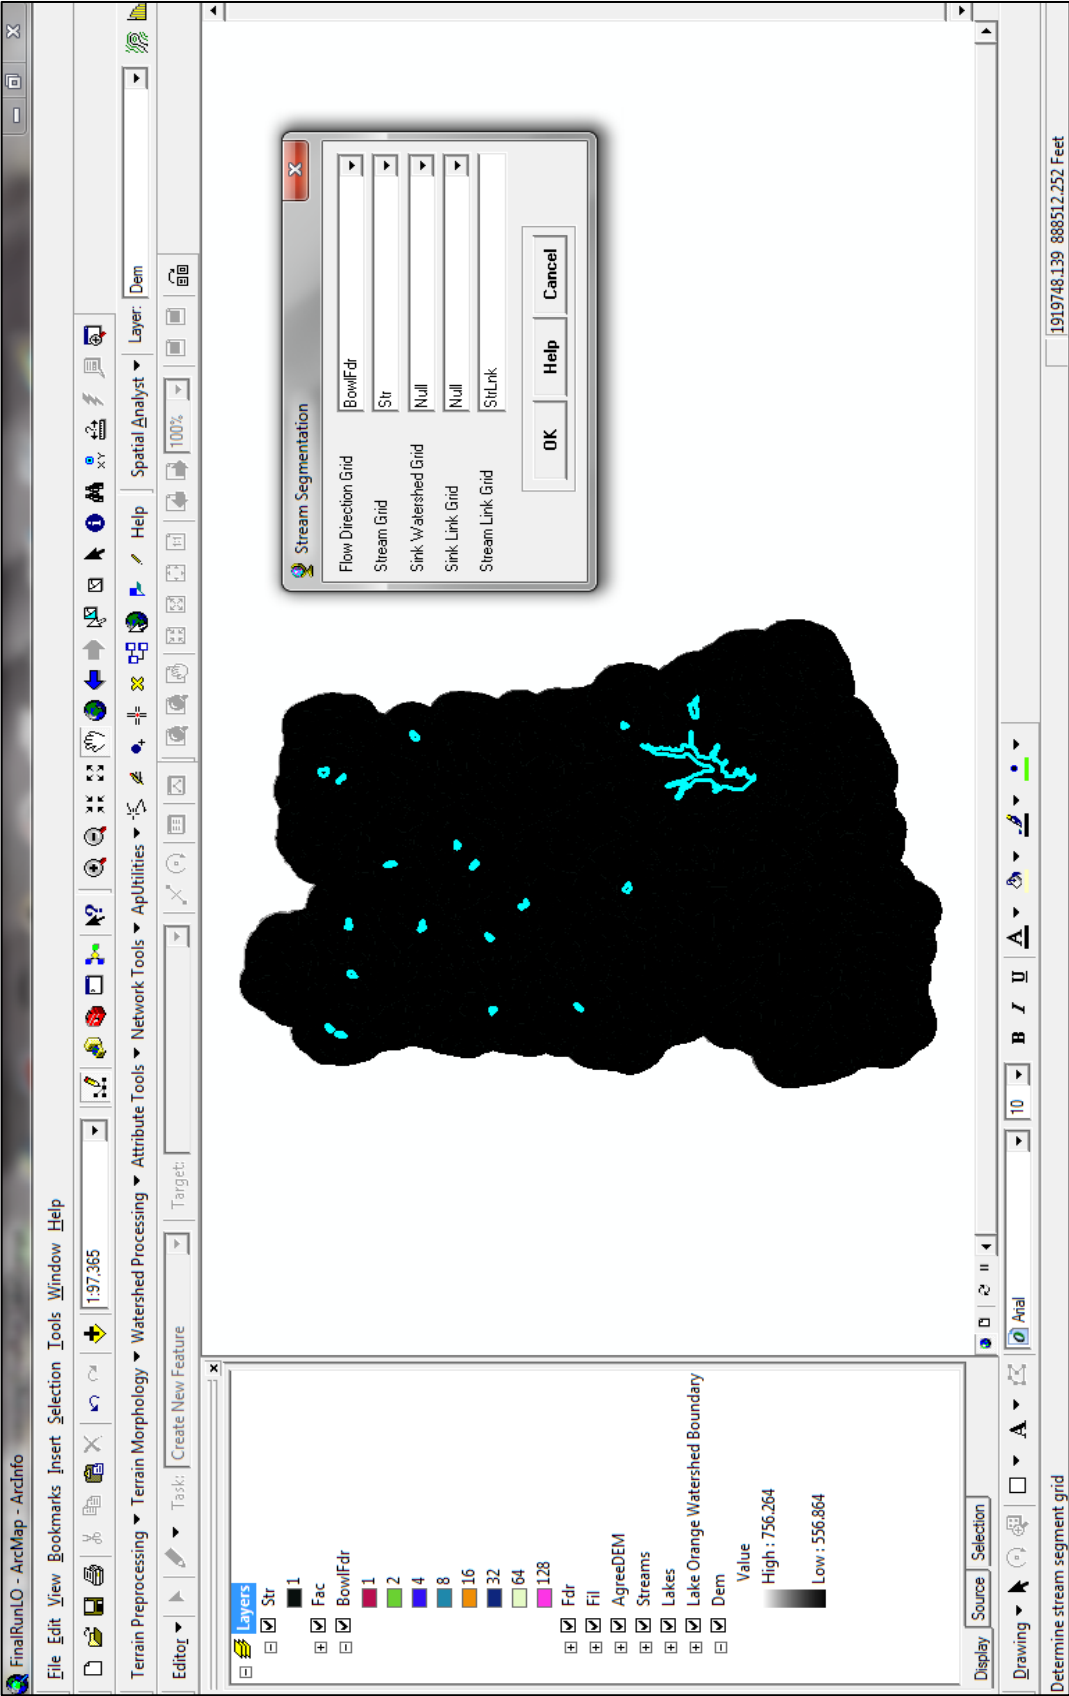 FinalRunLO - ArcMap - ArcInfo
File Edit View Bookmarks Insert Selection Tools Window Help
1:97,365
Terrain Preprocessing Terrain Morphology Watershed Processing Attribute Tools Network Tools ApUtilities Help Spatial Analyst Layer: Dem
Editor Task: Create New Feature Target: 100%
Layers
Str
1
Fac
BowlFdr
1
2
4
8
16
32
64
128
Fdr
Fil
AgreeDEM
Streams
Lakes
Lake Orange Watershed Boundary
Dem
Value
High : 756.264
Low : 556.864
Display Source Selection
Stream Segmentation
Flow Direction Grid BowlFdr
Stream Grid Str
Sink Watershed Grid Null
Sink Link Grid Null
Stream Link Grid StrLnk
OK Help Cancel
Drawing A Arial 10 B I U A
Determine stream segment grid 1919748.139 888512.252 Feet